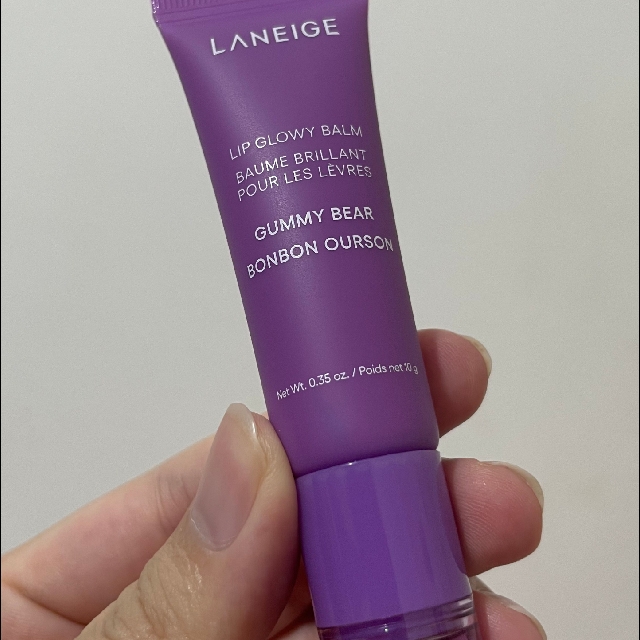 LANEIGE
LIP GLOWY BALM
BAUME BRILLANT
POUR LES LÈVRES
GUMMY BEAR
BONBON OURSON
Net Wt. 0.35 oz. / Poids net 10 g